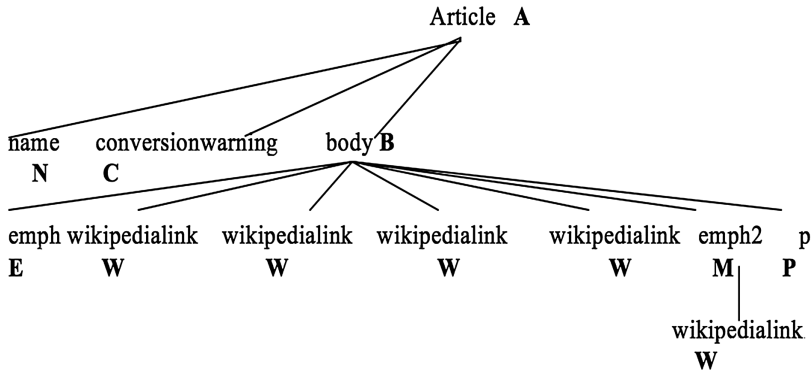 Article A
name conversionwarning body B
N C
emph wikipedialink wikipedialink wikipedialink wikipedialink emph2 p
E W W W W M P
wikipedialink
W